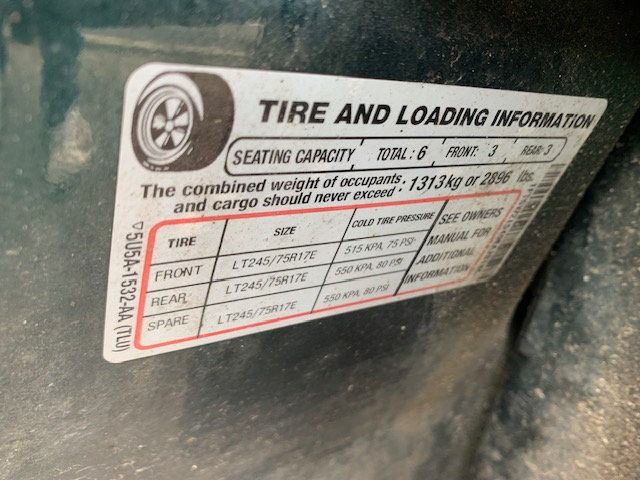 TIRE AND LOADING INFORMATION
SEATING CAPACITY TOTAL : 6 FRONT: 3 REAR: 3
The combined weight of occupants and cargo should never exceed · 1313kg or 2896 lbs.
TIRE SIZE COLD TIRE PRESSURE SEE OWNERS MANUAL FOR ADDITIONAL INFORMATION
FRONT LT245/75R17E 515 KPA, 75 PSI
REAR LT245/75R17E 550 KPA, 80 PSI
SPARE LT245/75R17E 550 KPA, 80 PSI
5U5A-1532-AA (TLU)